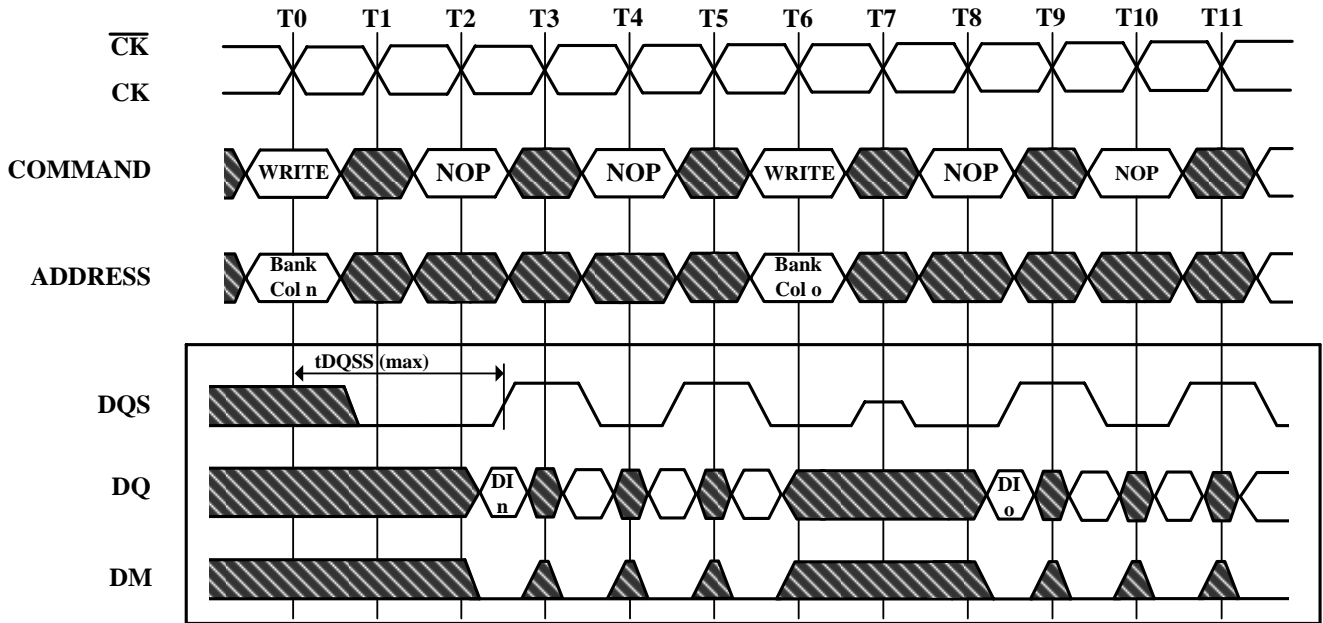 T0 T1 T2 T3 T4 T5 T6 T7 T8 T9 T10 T11
CK
CK
COMMAND WRITE NOP NOP WRITE NOP NOP
ADDRESS Bank Col n Bank Col o
tDQSS (max)
DQS
DQ DI n DI o
DM